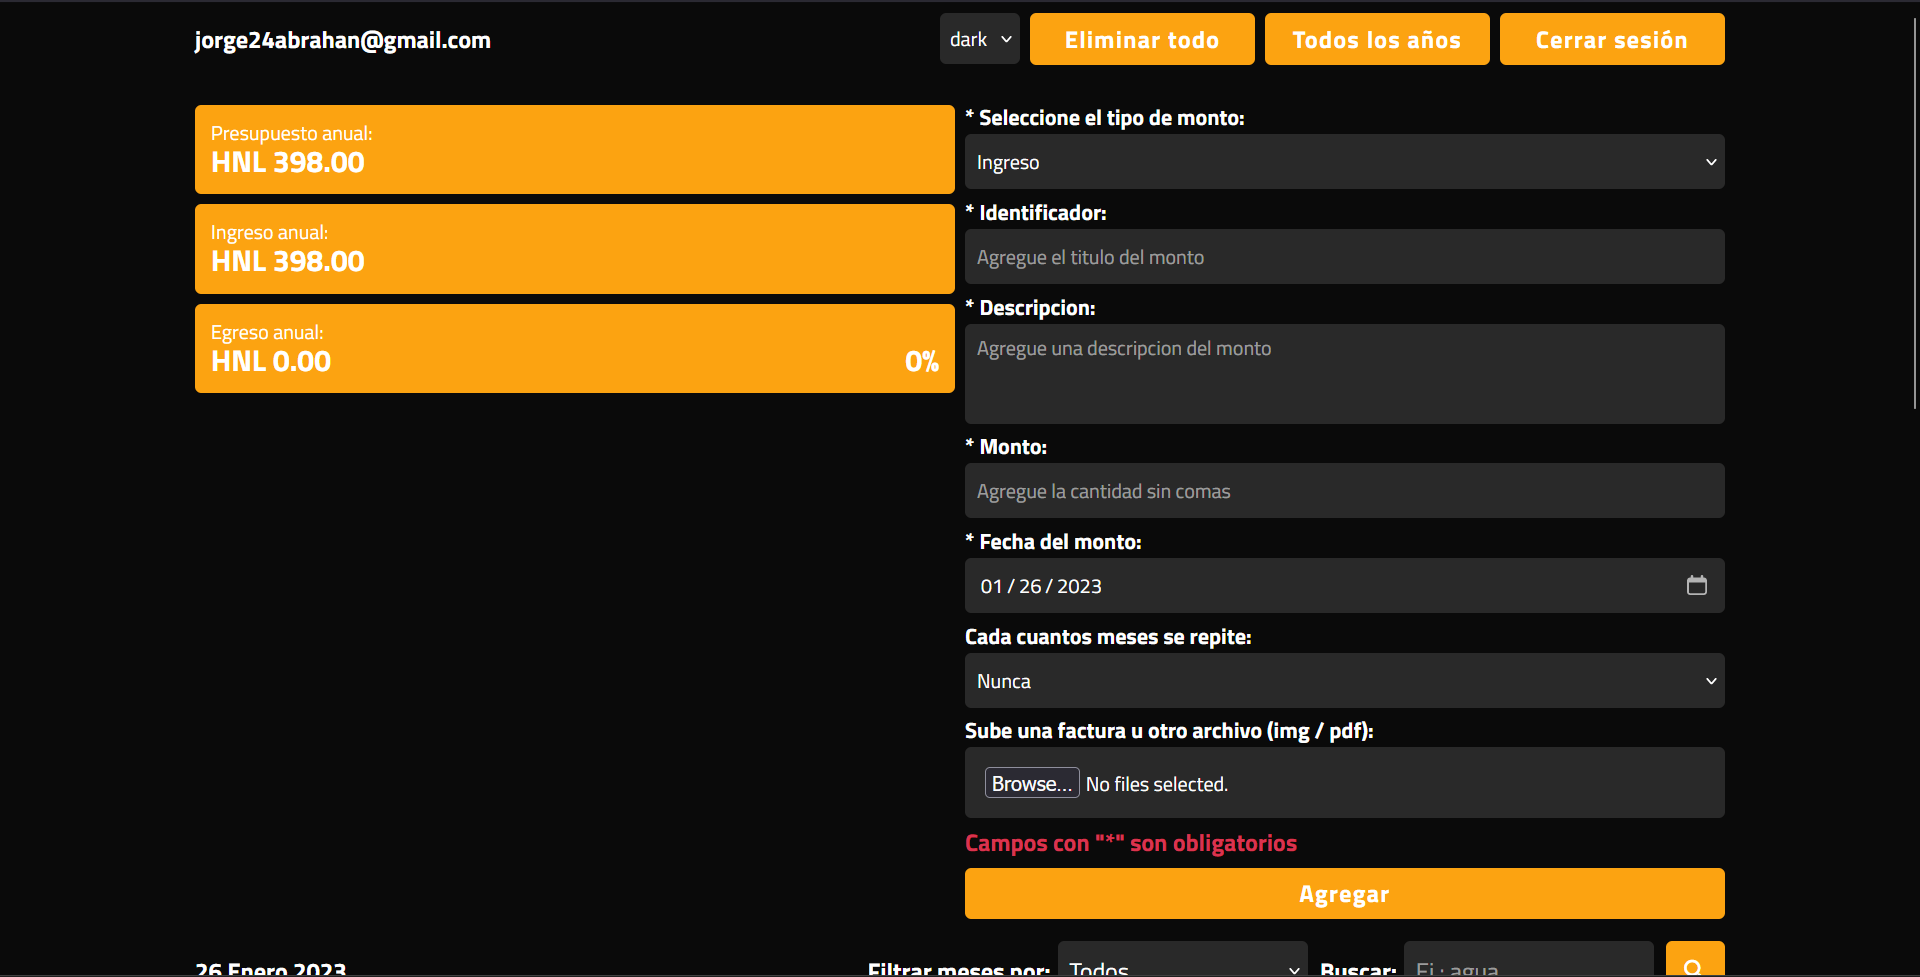 jorge24abrahan@gmail.com
dark
Eliminar todo
Todos los años
Cerrar sesión
Presupuesto anual:
HNL 398.00
Ingreso anual:
HNL 398.00
Egreso anual:
HNL 0.00
0%
* Seleccione el tipo de monto:
Ingreso
* Identificador:
Agregue el titulo del monto
* Descripcion:
Agregue una descripcion del monto
* Monto:
Agregue la cantidad sin comas
* Fecha del monto:
01 / 26 / 2023
Cada cuantos meses se repite:
Nunca
Sube una factura u otro archivo (img / pdf):
Browse... No files selected.
Campos con "*" son obligatorios
Agregar
26 Enero 2023
Filtrar meses por:
Todos
Buscar:
Ej.: agua